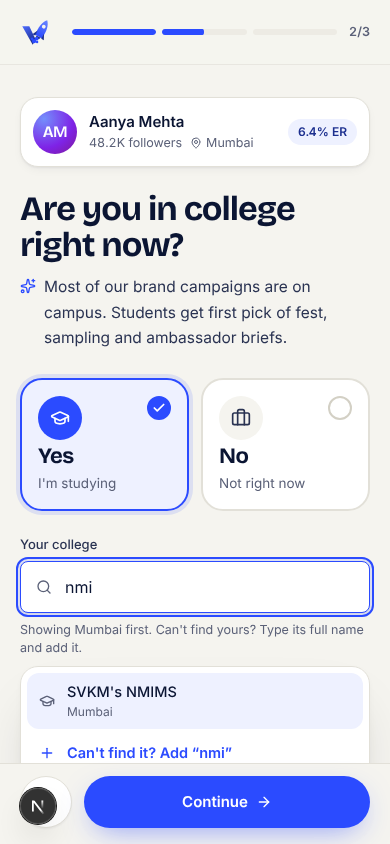 2/3
AM
Aanya Mehta
48.2K followers Mumbai
6.4% ER
Are you in college
right now?
Most of our brand campaigns are on
campus. Students get first pick of fest,
sampling and ambassador briefs.
Yes
I'm studying
No
Not right now
Your college
nmi
Showing Mumbai first. Can't find yours? Type its full name
and add it.
SVKM's NMIMS
Mumbai
Can't find it? Add “nmi”
N
Continue